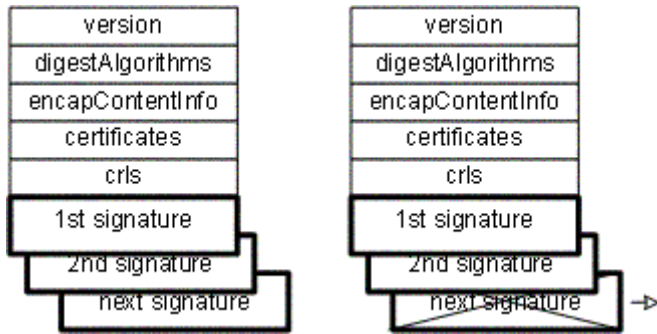 version
digestAlgorithms
encapContentInfo
certificates
crls
1st signature
2nd signature
next signature
version
digestAlgorithms
encapContentInfo
certificates
crls
1st signature
2nd signature
next signature